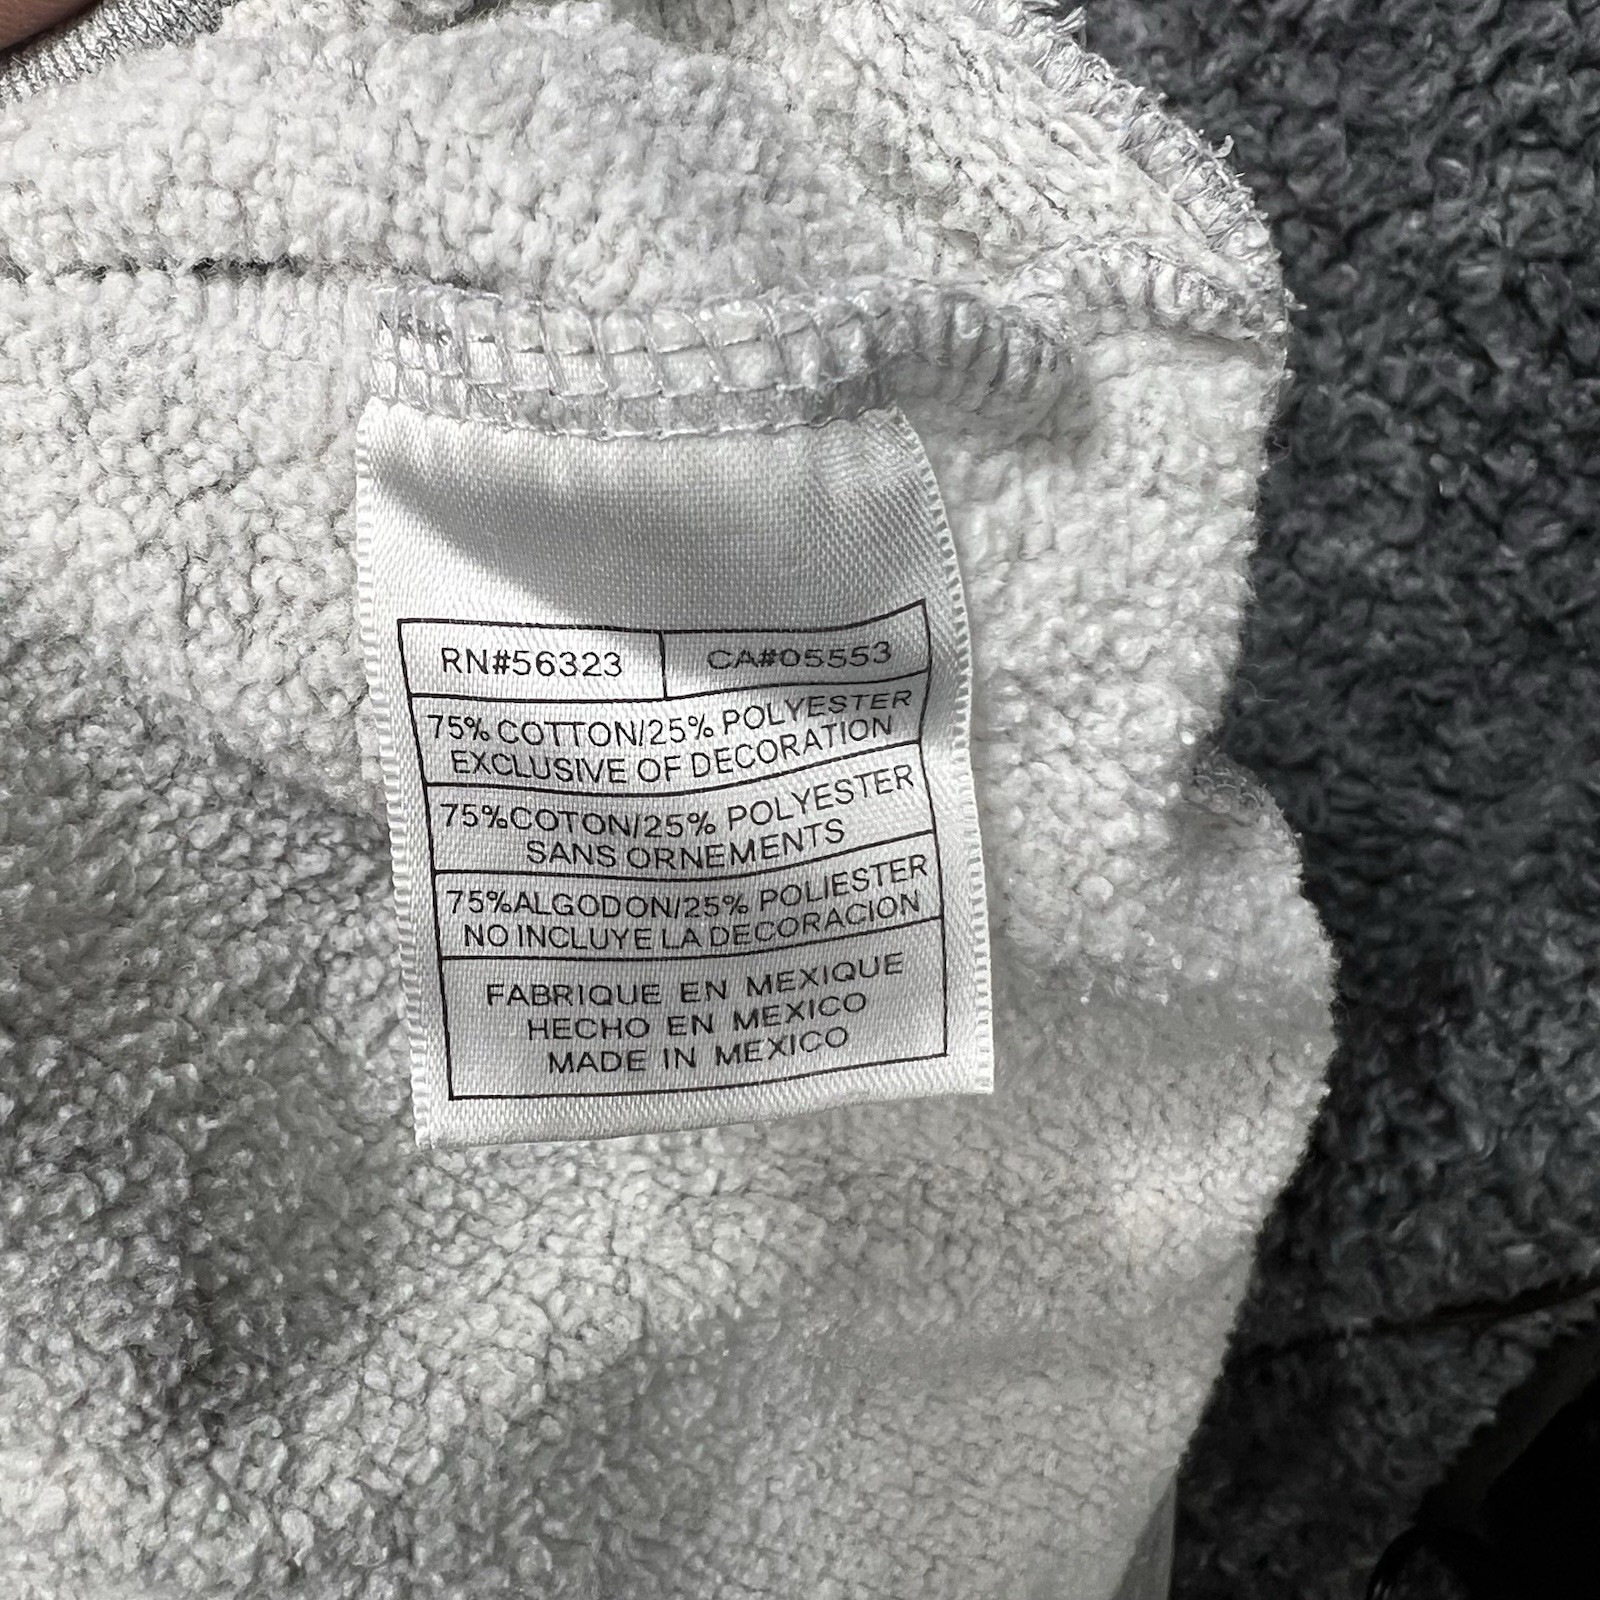 RN#56323 CA#05553
75% COTTON/25% POLYESTER
EXCLUSIVE OF DECORATION
75%COTON/25% POLYESTER
SANS ORNEMENTS
75%ALGODON/25% POLIESTER
NO INCLUYE LA DECORACION
FABRIQUE EN MEXIQUE
HECHO EN MEXICO
MADE IN MEXICO